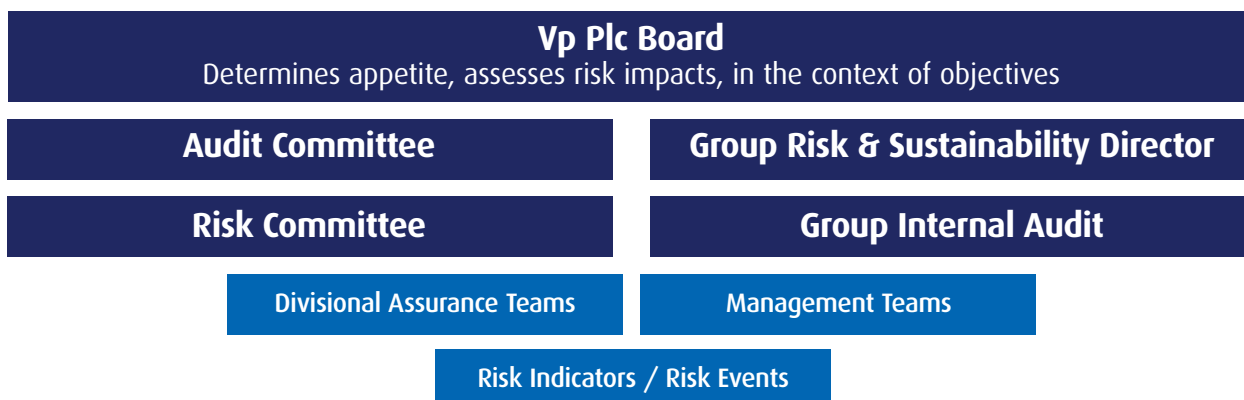 Vp Plc Board
Determines appetite, assesses risk impacts, in the context of objectives
Audit Committee
Group Risk & Sustainability Director
Risk Committee
Group Internal Audit
Divisional Assurance Teams
Management Teams
Risk Indicators / Risk Events